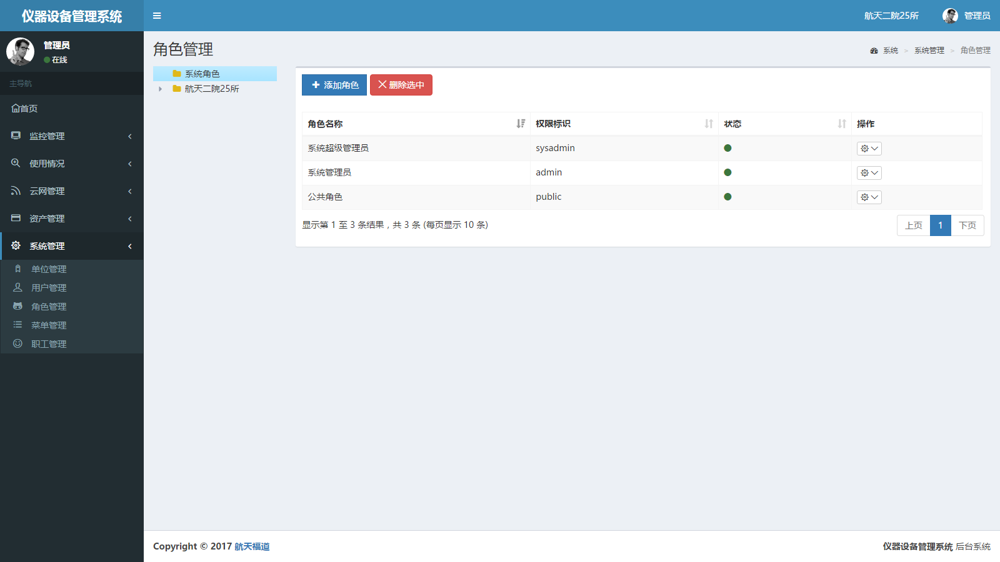 仪器设备管理系统
航天二院25所
管理员
管理员
在线
主导航
首页
监控管理
使用情况
云网管理
资产管理
系统管理
单位管理
用户管理
角色管理
菜单管理
职工管理
角色管理
系统 > 系统管理 > 角色管理
系统角色
航天二院25所
添加角色 删除选中
角色名称 权限标识 状态 操作
系统超级管理员 sysadmin
系统管理员 admin
公共角色 public
显示第 1 至 3 条结果，共 3 条 (每页显示 10 条)
上页 1 下页
Copyright © 2017 航天福道
仪器设备管理系统 后台系统